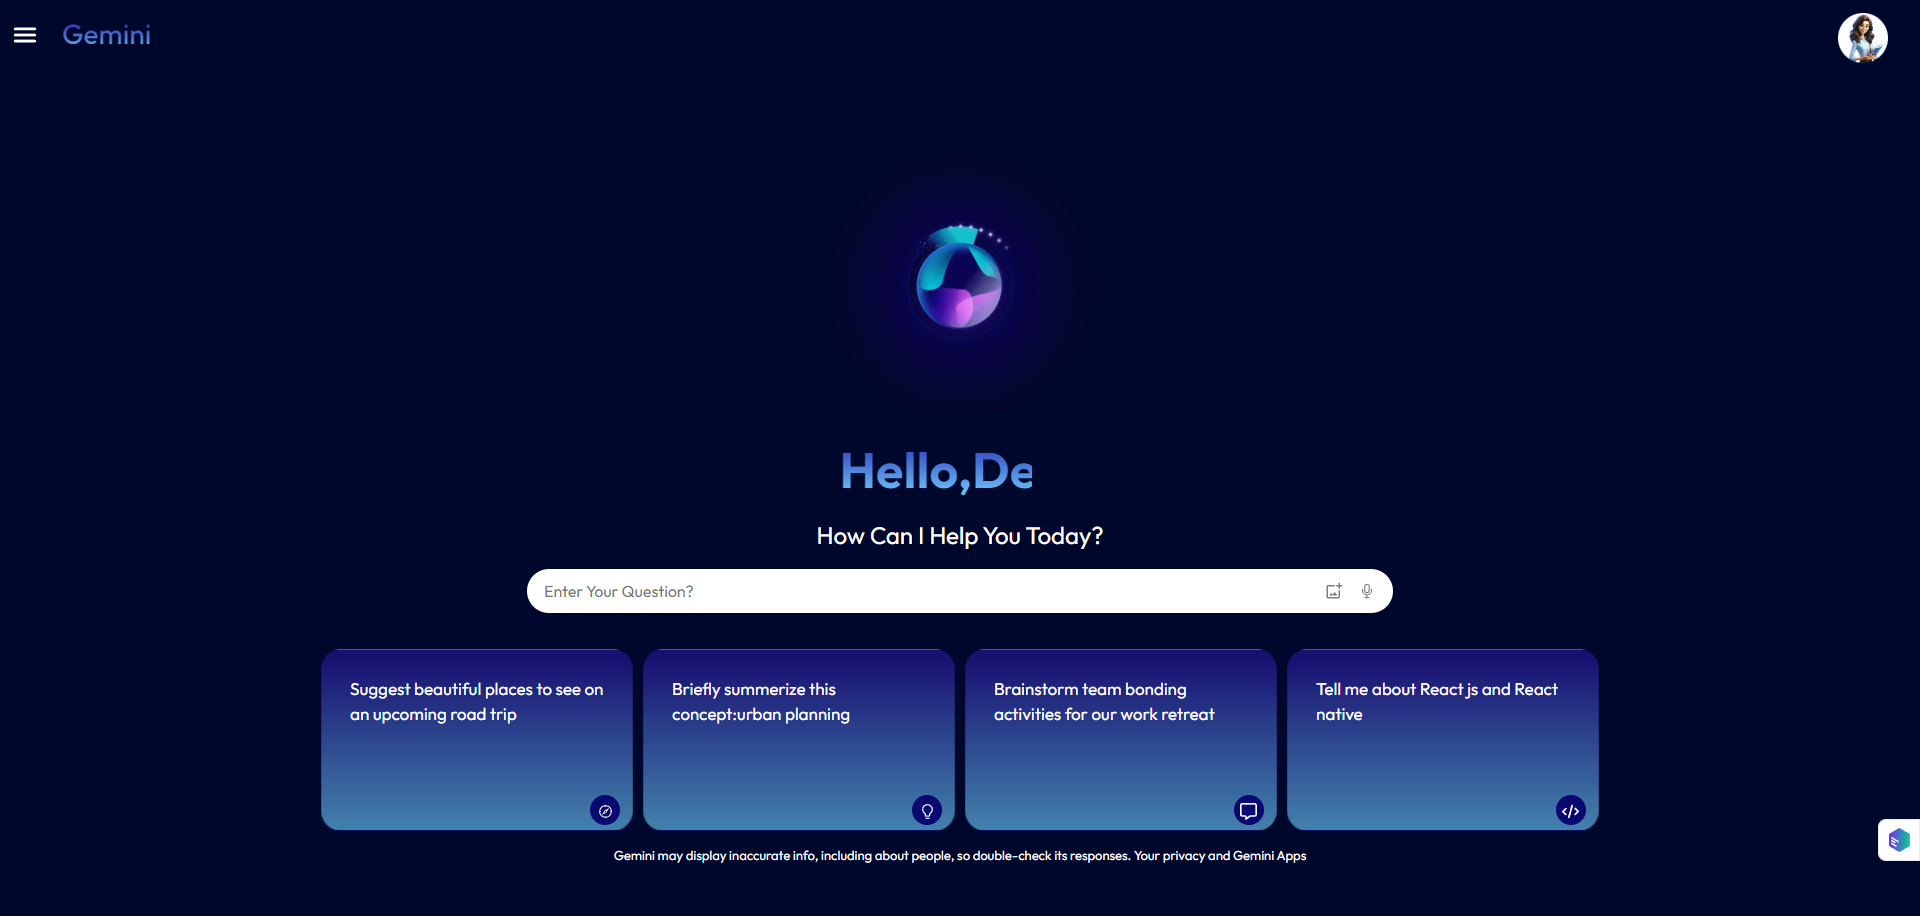 Gemini
Hello,De
How Can I Help You Today?
Enter Your Question?
Suggest beautiful places to see on
an upcoming road trip
Briefly summerize this
concept:urban planning
Brainstorm team bonding
activities for our work retreat
Tell me about React js and React
native
Gemini may display inaccurate info, including about people, so double-check its responses. Your privacy and Gemini Apps